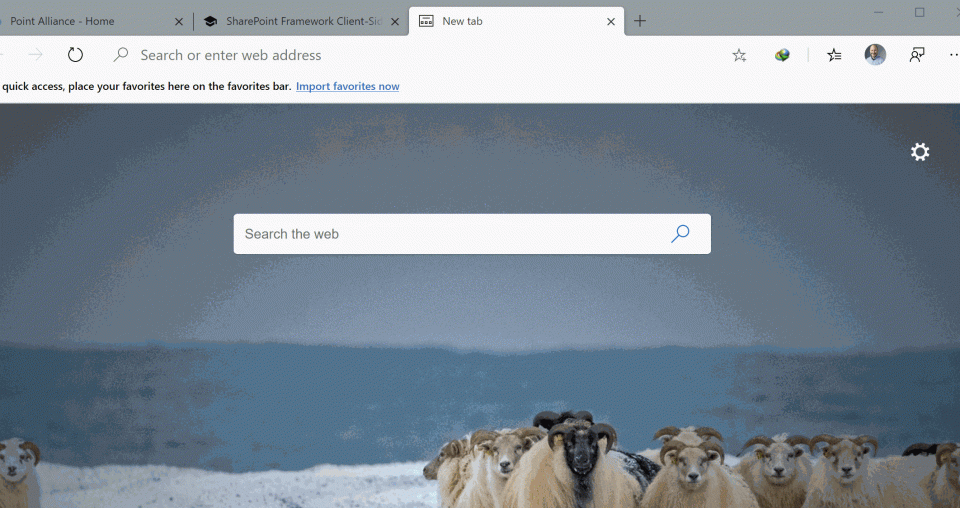 Point Alliance - Home
SharePoint Framework Client-Sid
New tab
Search or enter web address
quick access, place your favorites here on the favorites bar. Import favorites now
Search the web